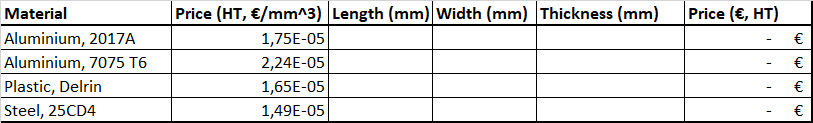 Material Price (HT, €/mm^3) Length (mm) Width (mm) Thickness (mm) Price (€, HT)
Aluminium, 2017A 1,75E-05 - €
Aluminium, 7075 T6 2,24E-05 - €
Plastic, Delrin 1,65E-05 - €
Steel, 25CD4 1,49E-05 - €